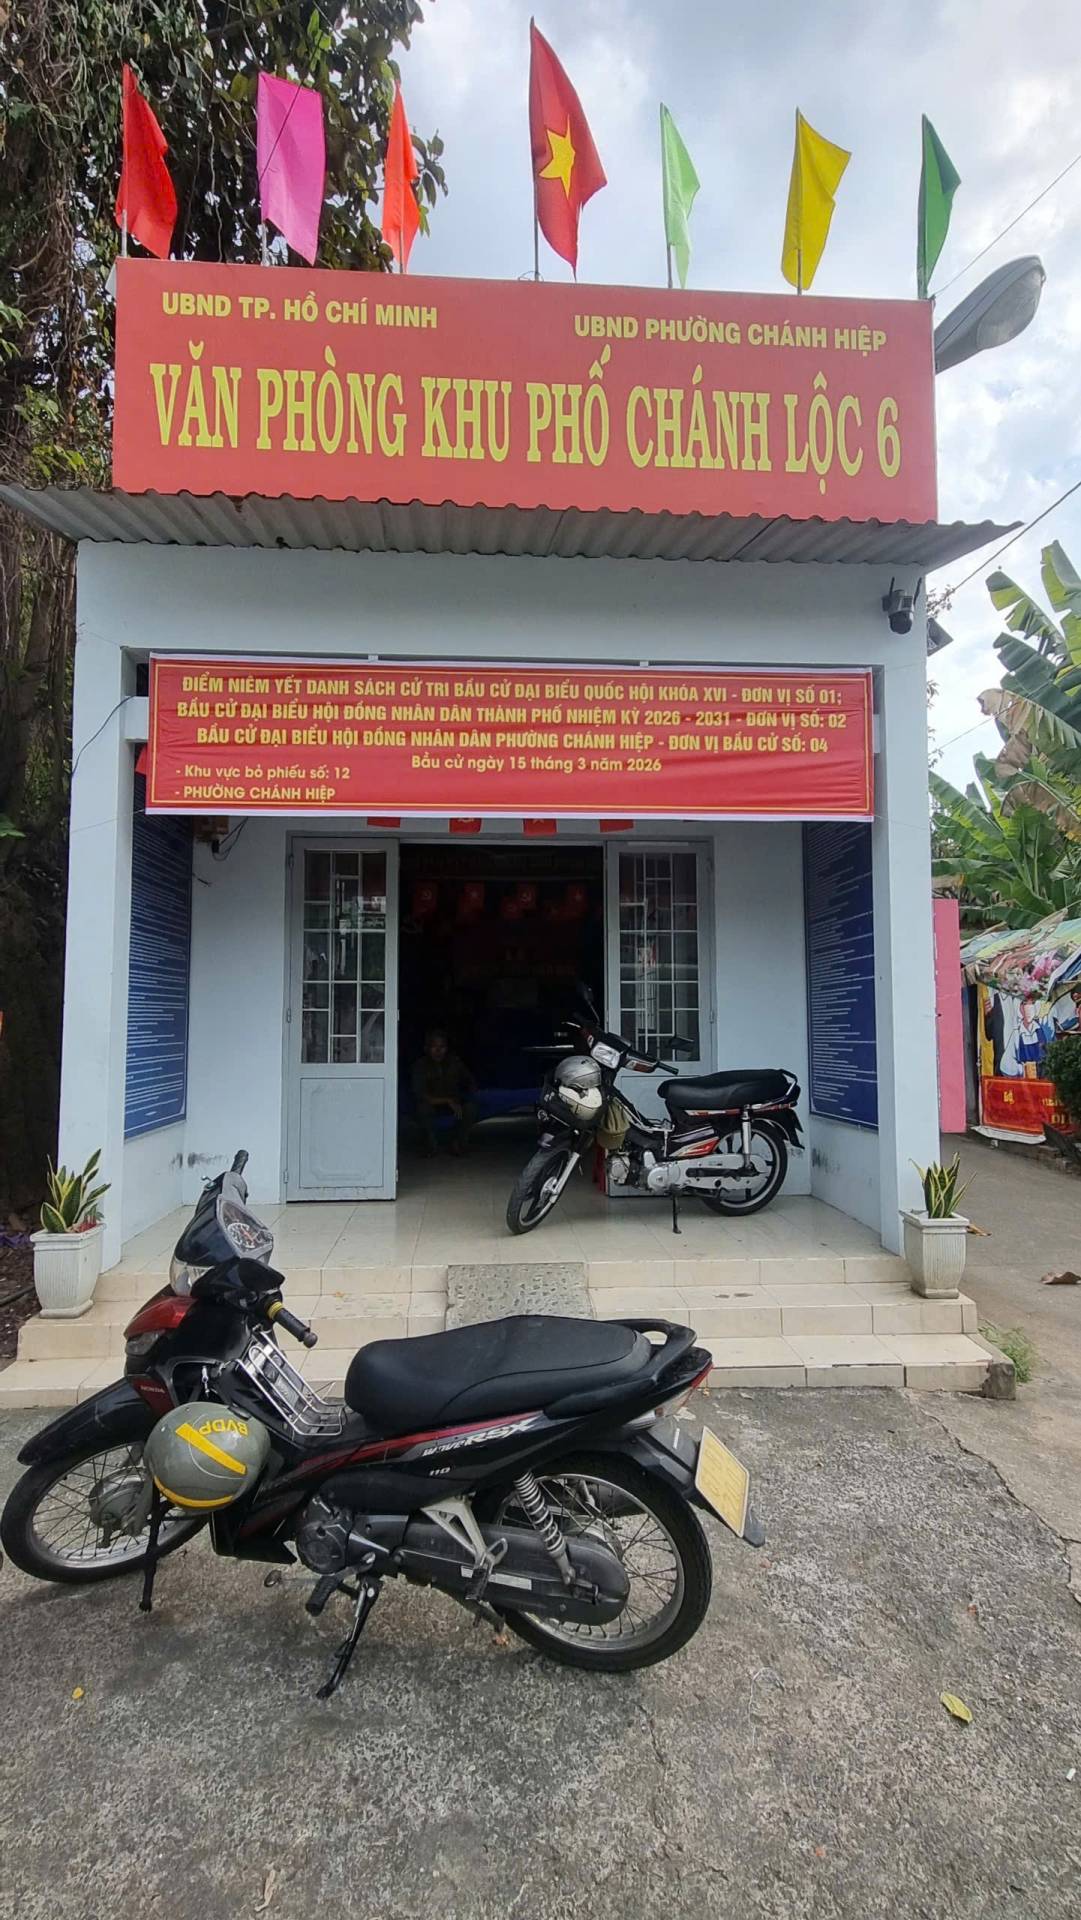 UBND TP. HỒ CHÍ MINH
UBND PHƯỜNG CHÁNH HIỆP
VĂN PHÒNG KHU PHỐ CHÁNH LỘC 6
ĐIỂM NIÊM YẾT DANH SÁCH CỬ TRI BẦU CỬ ĐẠI BIỂU QUỐC HỘI KHÓA XVI - ĐƠN VỊ SỐ 01;
BẦU CỬ ĐẠI BIỂU HỘI ĐỒNG NHÂN DÂN THÀNH PHỐ NHIỆM KỲ 2026 - 2031 - ĐƠN VỊ SỐ: 02
BẦU CỬ ĐẠI BIỂU HỘI ĐỒNG NHÂN DÂN PHƯỜNG CHÁNH HIỆP - ĐƠN VỊ BẦU CỬ SỐ: 04
Bầu cử ngày 15 tháng 3 năm 2026
- Khu vực bỏ phiếu số: 12
- PHƯỜNG CHÁNH HIỆP
HONDA
BVDP
Wave RSX
110